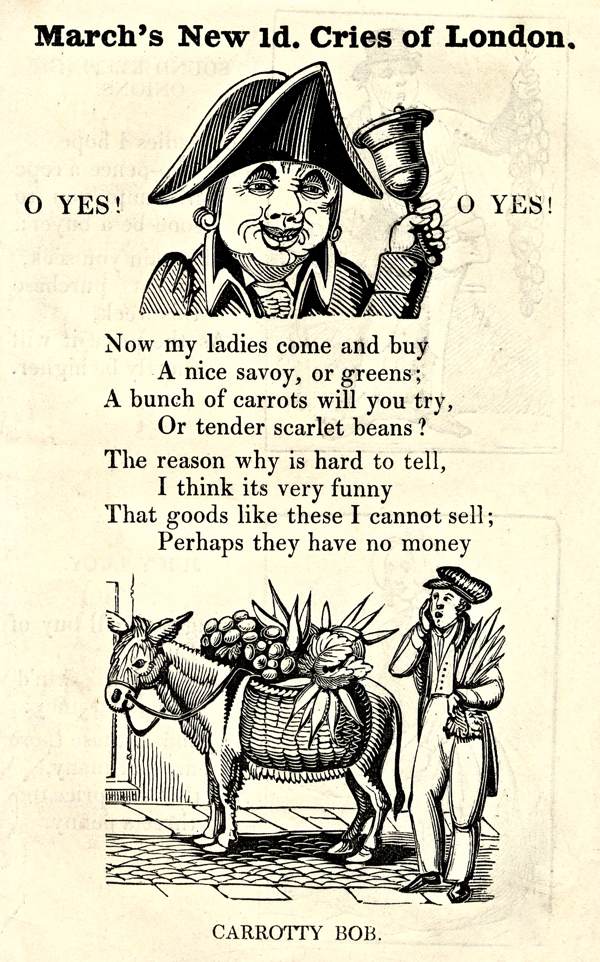 March's New 1d. Cries of London.
O YES!
O YES!
Now my ladies come and buy
A nice savoy, or greens;
A bunch of carrots will you try,
Or tender scarlet beans?
The reason why is hard to tell,
I think its very funny
That goods like these I cannot sell;
Perhaps they have no money
CARROTTY BOB.